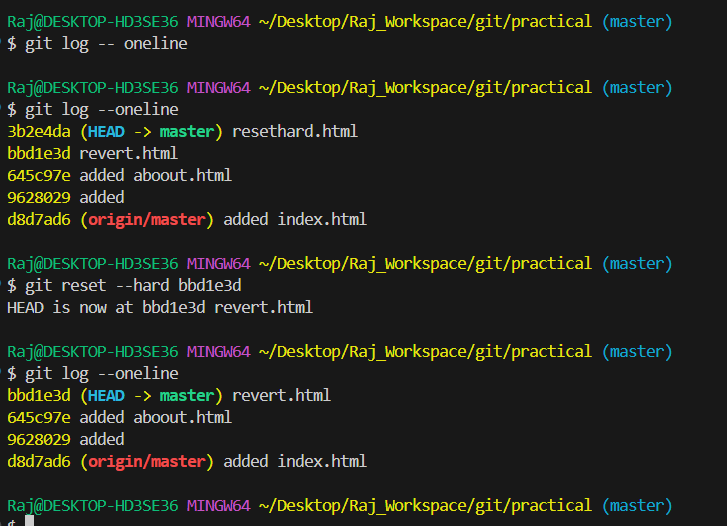 Raj@DESKTOP-HD3SE36 MINGW64 ~/Desktop/Raj_Workspace/git/practical (master)
$ git log -- oneline
Raj@DESKTOP-HD3SE36 MINGW64 ~/Desktop/Raj_Workspace/git/practical (master)
$ git log --oneline
3b2e4da (HEAD -> master) resethard.html
bbd1e3d revert.html
645c97e added aboout.html
9628029 added
d8d7ad6 (origin/master) added index.html
Raj@DESKTOP-HD3SE36 MINGW64 ~/Desktop/Raj_Workspace/git/practical (master)
$ git reset --hard bbd1e3d
HEAD is now at bbd1e3d revert.html
Raj@DESKTOP-HD3SE36 MINGW64 ~/Desktop/Raj_Workspace/git/practical (master)
$ git log --oneline
bbd1e3d (HEAD -> master) revert.html
645c97e added aboout.html
9628029 added
d8d7ad6 (origin/master) added index.html
Raj@DESKTOP-HD3SE36 MINGW64 ~/Desktop/Raj_Workspace/git/practical (master)
$